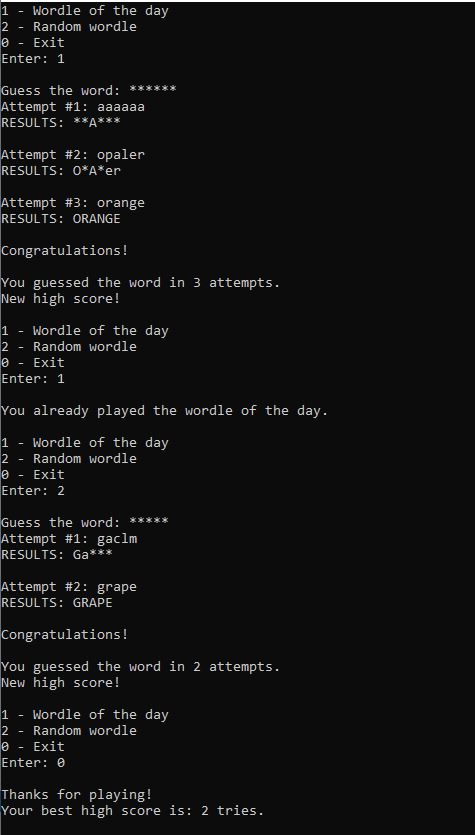 1 - Wordle of the day
2 - Random wordle
0 - Exit
Enter: 1
Guess the word: ******
Attempt #1: aaaaaa
RESULTS: **A***
Attempt #2: opaler
RESULTS: O*A*er
Attempt #3: orange
RESULTS: ORANGE
Congratulations!
You guessed the word in 3 attempts.
New high score!
1 - Wordle of the day
2 - Random wordle
0 - Exit
Enter: 1
You already played the wordle of the day.
1 - Wordle of the day
2 - Random wordle
0 - Exit
Enter: 2
Guess the word: *****
Attempt #1: gaclm
RESULTS: Ga***
Attempt #2: grape
RESULTS: GRAPE
Congratulations!
You guessed the word in 2 attempts.
New high score!
1 - Wordle of the day
2 - Random wordle
0 - Exit
Enter: 0
Thanks for playing!
Your best high score is: 2 tries.